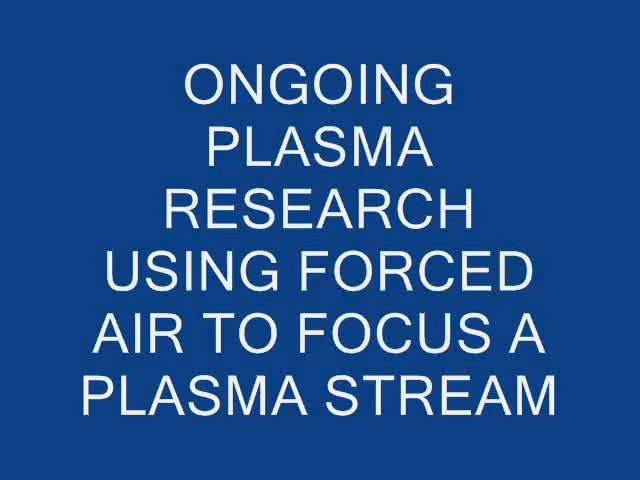 ONGOING
PLASMA
RESEARCH
USING FORCED
AIR TO FOCUS A
PLASMA STREAM